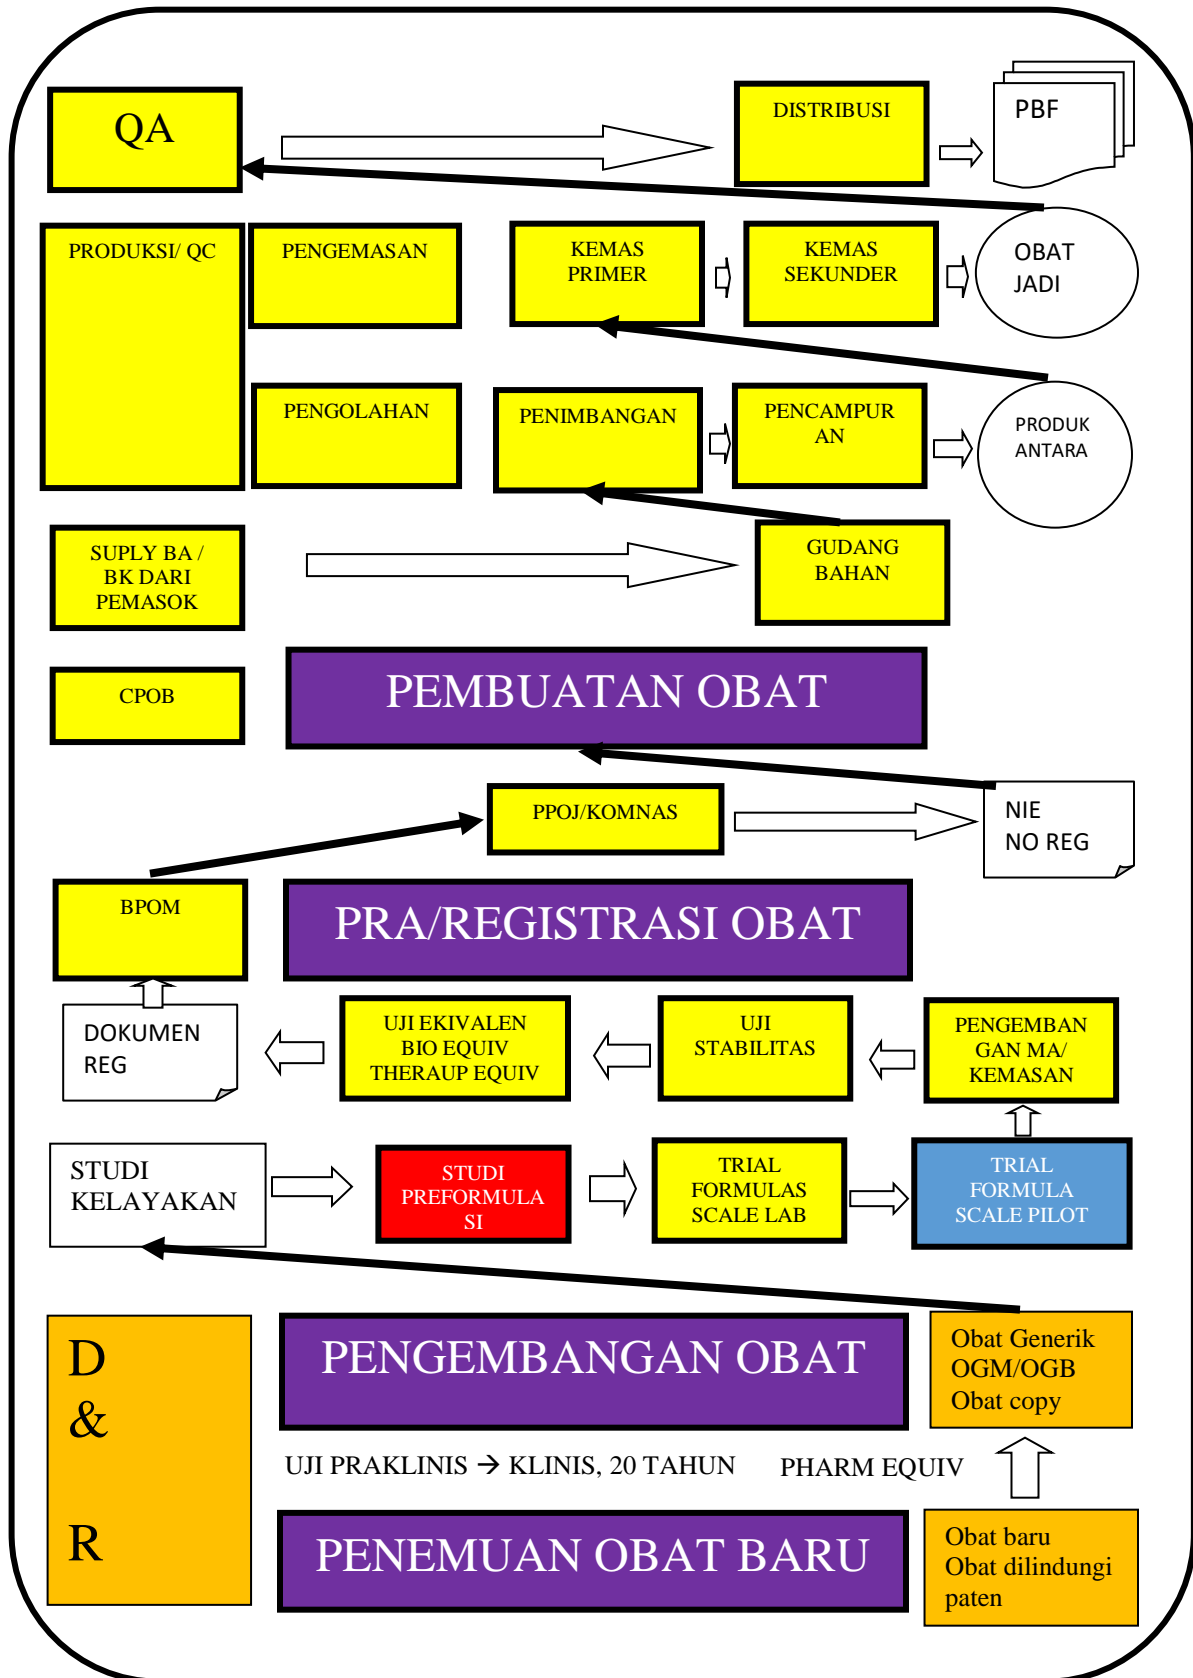 QA
DISTRIBUSI
PBF
PRODUKSI/ QC
PENGEMASAN
KEMAS
PRIMER
KEMAS
SEKUNDER
OBAT
JADI
PENGOLAHAN
PENIMBANGAN
PENCAMPUR
AN
PRODUK
ANTARA
SUPLY BA /
BK DARI
PEMASOK
GUDANG
BAHAN
CPOB
PEMBUATAN OBAT
PPOJ/KOMNAS
NIE
NO REG
BPOM
PRA/REGISTRASI OBAT
DOKUMEN
REG
UJI EKIVALEN
BIO EQUIV
THERAUP EQUIV
UJI
STABILITAS
PENGEMBAN
GAN MA/
KEMASAN
STUDI
KELAYAKAN
STUDI
PREFORMULA
SI
TRIAL
FORMULAS
SCALE LAB
TRIAL
FORMULA
SCALE PILOT
D
&
R
PENGEMBANGAN OBAT
Obat Generik
OGM/OGB
Obat copy
UJI PRAKLINIS → KLINIS, 20 TAHUN
PHARM EQUIV
PENEMUAN OBAT BARU
Obat baru
Obat dilindungi
paten